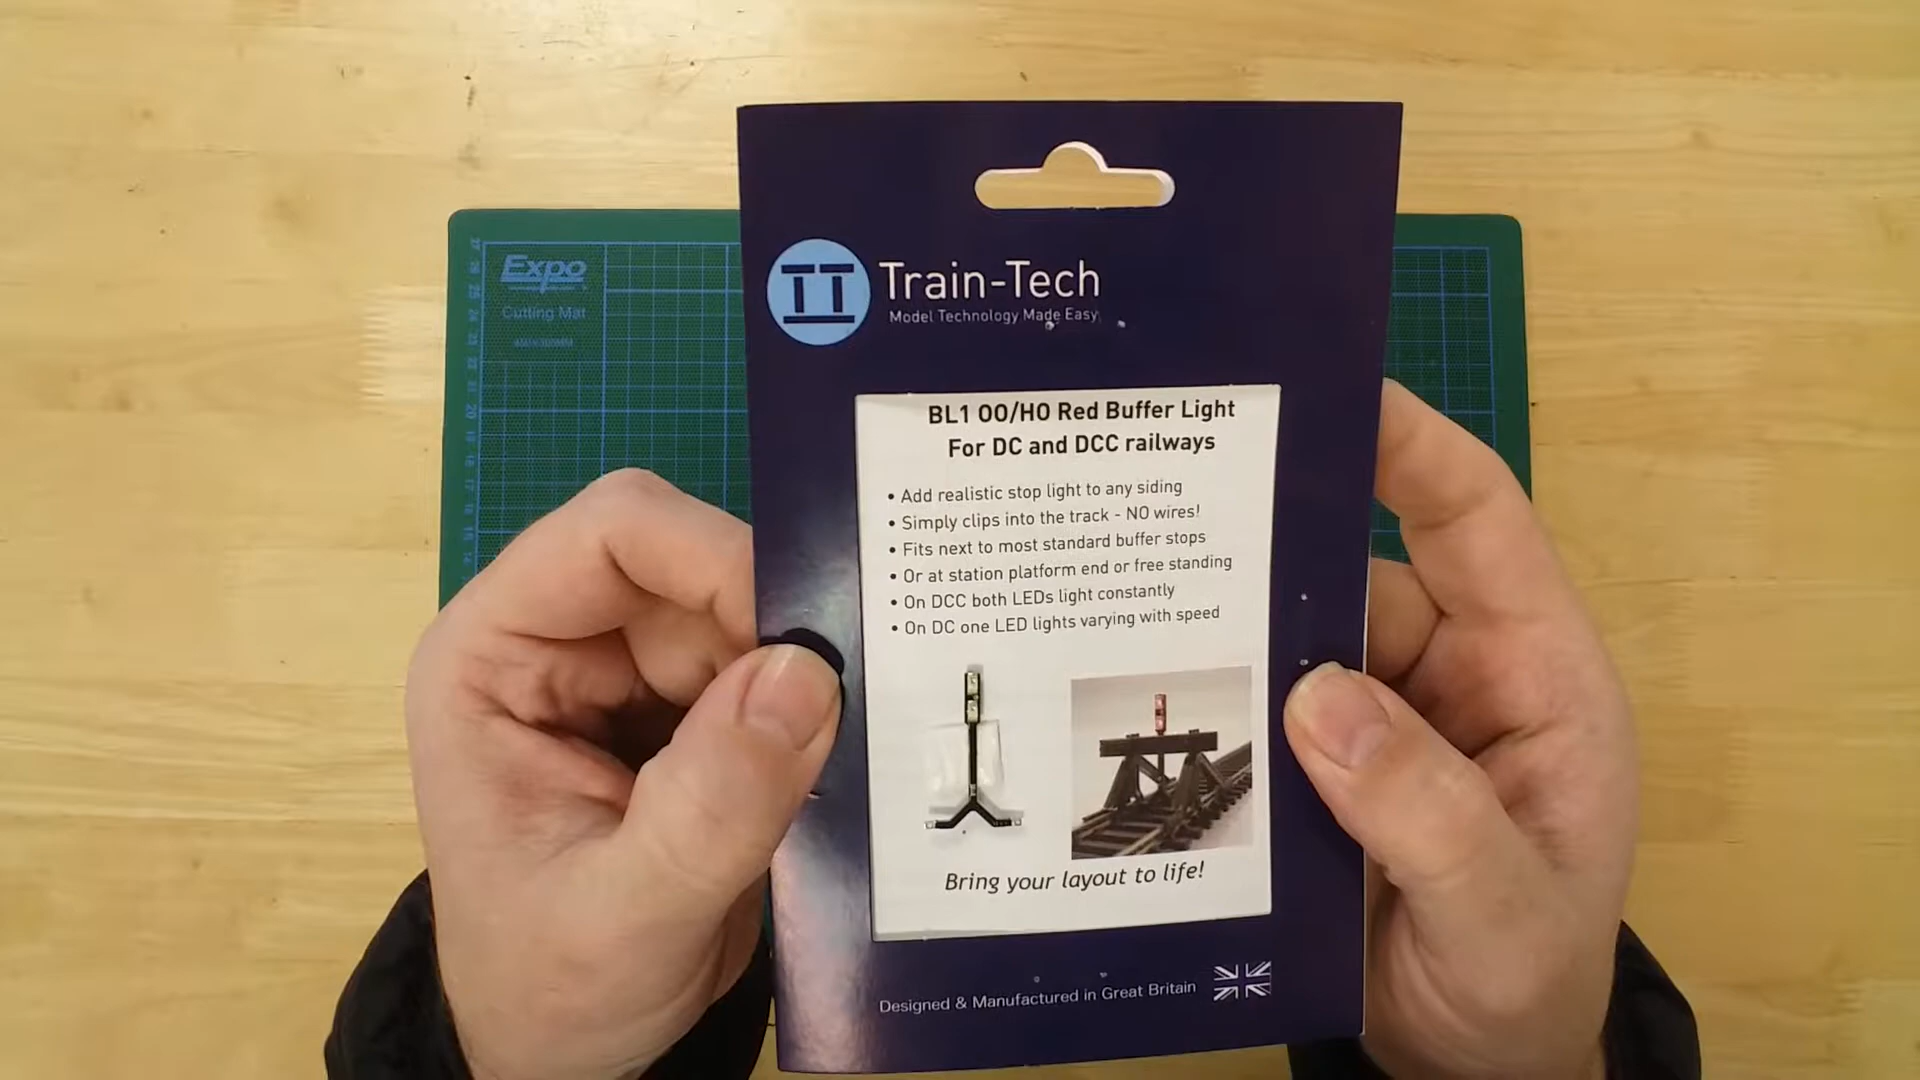 Expo
Cutting Mat
TT
Train-Tech
Model Technology Made Easy
BL1 OO/HO Red Buffer Light
For DC and DCC railways
• Add realistic stop light to any siding
• Simply clips into the track - NO wires!
• Fits next to most standard buffer stops
• Or at station platform end or free standing
• On DCC both LEDs light constantly
• On DC one LED lights varying with speed
Bring your layout to life!
Designed & Manufactured in Great Britain